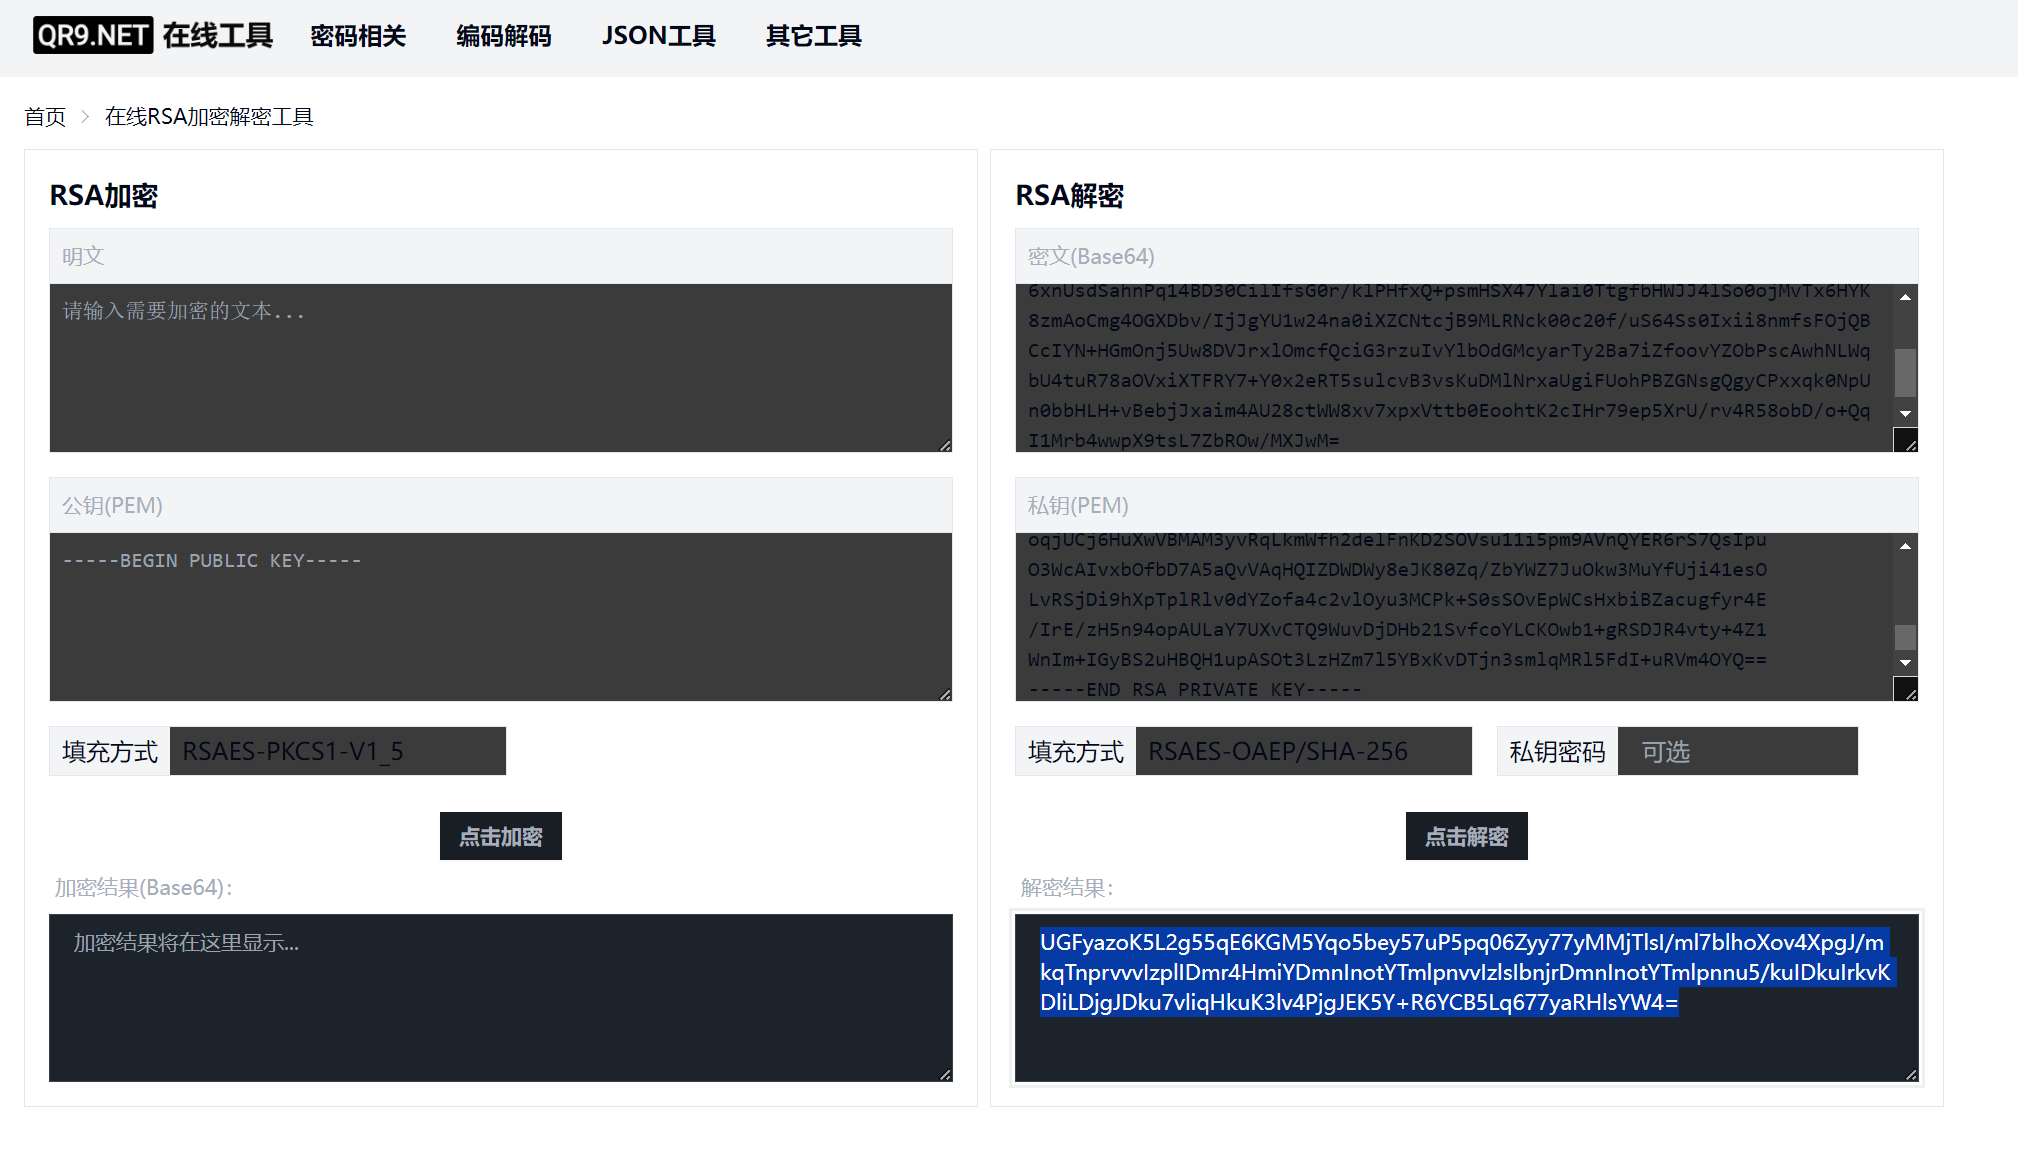 QR9.NET 在线工具 密码相关 编码解码 JSON工具 其它工具
首页 > 在线RSA加密解密工具
RSA加密
明文
请输入需要加密的文本...
公钥(PEM)
-----BEGIN PUBLIC KEY-----
填充方式 RSAES-PKCS1-V1_5
点击加密
加密结果(Base64):
加密结果将在这里显示...
RSA解密
密文(Base64)
6xnUsdSahnPq14BD30CilIfsG0r/klPHfxQ+psmHSX47Ylai0TtgfbHWJJ4lSo0ojMvTx6HYK
8zmAoCmg4OGXDbv/IjJgYU1w24na0iXZCNtcjB9MLRNck00c20f/uS64Ss0Ixii8nmfsFOjQB
CcIYN+HGmOnj5Uw8DVJrxlOmcfQciG3rzuIvYlbOdGMcyarTy2Ba7iZfoovYZObPscAwhNLWq
bU4tuR78aOVxiXTFRY7+Y0x2eRT5sulcvB3vsKuDMlNrxaUgiFUohPBZGNsgQgyCPxxqk0NpU
n0bbHLH+vBebjJxaim4AU28ctWW8xv7xpxVttb0EoohtK2cIHr79ep5XrU/rv4R58obD/o+Qq
I1Mrb4wwpX9tsL7ZbROw/MXJwM=
私钥(PEM)
oqjUCj6HuXwVBMAM3yvRqLkmWfh2delFnKD2SOVsu11i5pm9AVnQYER6rS7QsIpu
O3WcAIvxbOfbD7A5aQvVAqHQIZDWDWy8eJK80Zq/ZbYWZ7JuOkw3MuYfUji41esO
LvRSjDi9hXpTplRlv0dYZofa4c2vlOyu3MCPk+S0sSOvEpWCsHxbiBZacugfyr4E
/IrE/zH5n94opAULaY7UXvCTQ9WuvDjDHb21SvfcoYLCKOwb1+gRSDJR4vty+4Z1
WnIm+IGyBS2uHBQH1upASOt3LzHZm7l5YBxKvDTjn3smlqMRl5FdI+uRVm4OYQ==
-----END RSA PRIVATE KEY-----
填充方式 RSAES-OAEP/SHA-256 私钥密码 可选
点击解密
解密结果:
UGFyazoK5L2g55qE6KGM5Yqo5bey57uP5pq06Zyy77yMMjTlsI/ml7blhoXov4XpgJ/m
kqTnprvvvIzplIDmr4HmiYDmnInotYTmlpnvvIzlsIbnjrDmnInotYTmlpnnu5/kuIDkuIrkvK
DliLDjgJDku7vliqHkuK3lv4PjgJEK5Y+R6YCB5Lq677yaRHlsYW4=